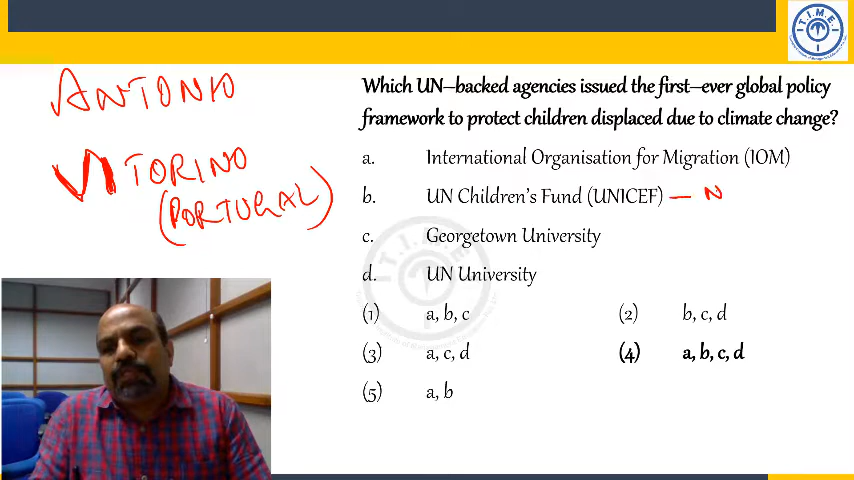 T.I.M.E.
ANTONIO
VITORINO
(PORTUGAL)
Which UN–backed agencies issued the first–ever global policy
framework to protect children displaced due to climate change?
a. International Organisation for Migration (IOM)
b. UN Children's Fund (UNICEF) — N
c. Georgetown University
d. UN University
(1) a, b, c (2) b, c, d
(3) a, c, d (4) a, b, c, d
(5) a, b